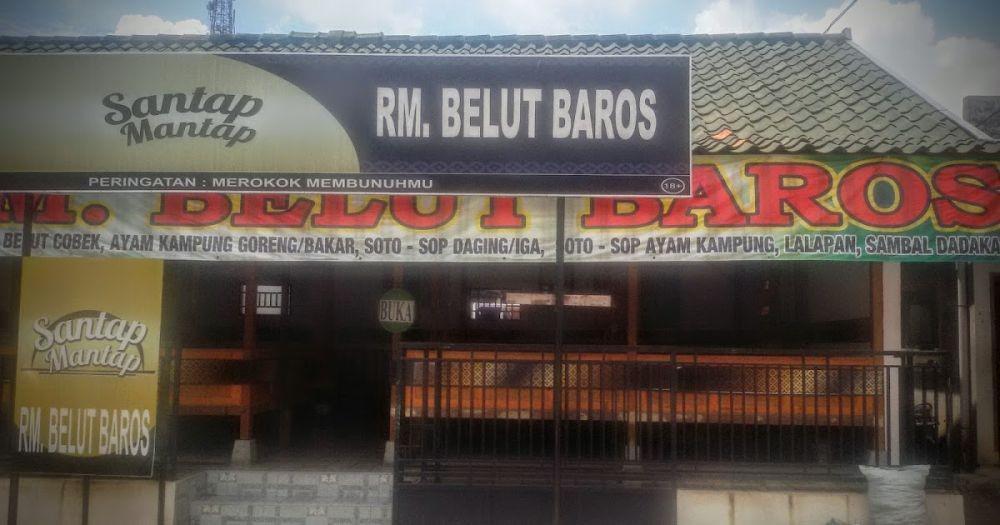 Santap
Mantap
RM. BELUT BAROS
PERINGATAN : MEROKOK MEMBUNUHMU
18+
M. BELUT BAROS
BELUT COBEK, AYAM KAMPUNG GORENG/BAKAR, SOTO - SOP DAGING/IGA, OTO - SOP AYAM KAMPUNG, LALAPAN, SAMBAL DADAKA
BUKA
Santap
Mantap
RM. BELUT BAROS